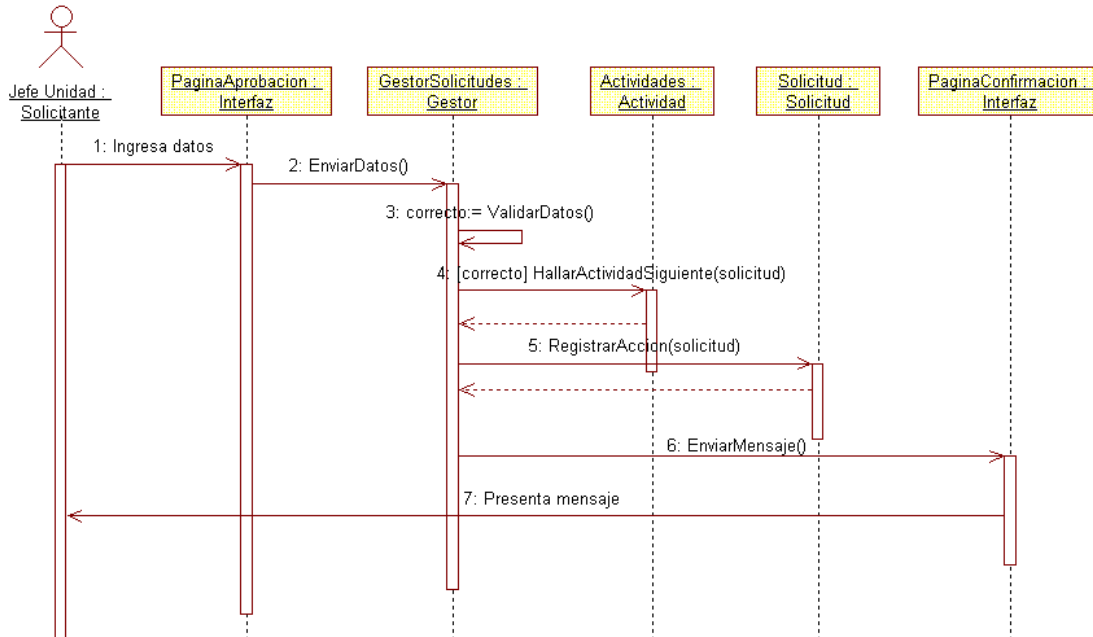 Jefe Unidad :
Solicitante
PaginaAprobacion :
Interfaz
GestorSolicitudes :
Gestor
Actividades :
Actividad
Solicitud :
Solicitud
PaginaConfirmacion :
Interfaz
1: Ingresa datos
2: EnviarDatos()
3: correcto:= ValidarDatos()
4: [correcto] HallarActividadSiguiente(solicitud)
5: RegistrarAccion(solicitud)
6: EnviarMensaje()
7: Presenta mensaje